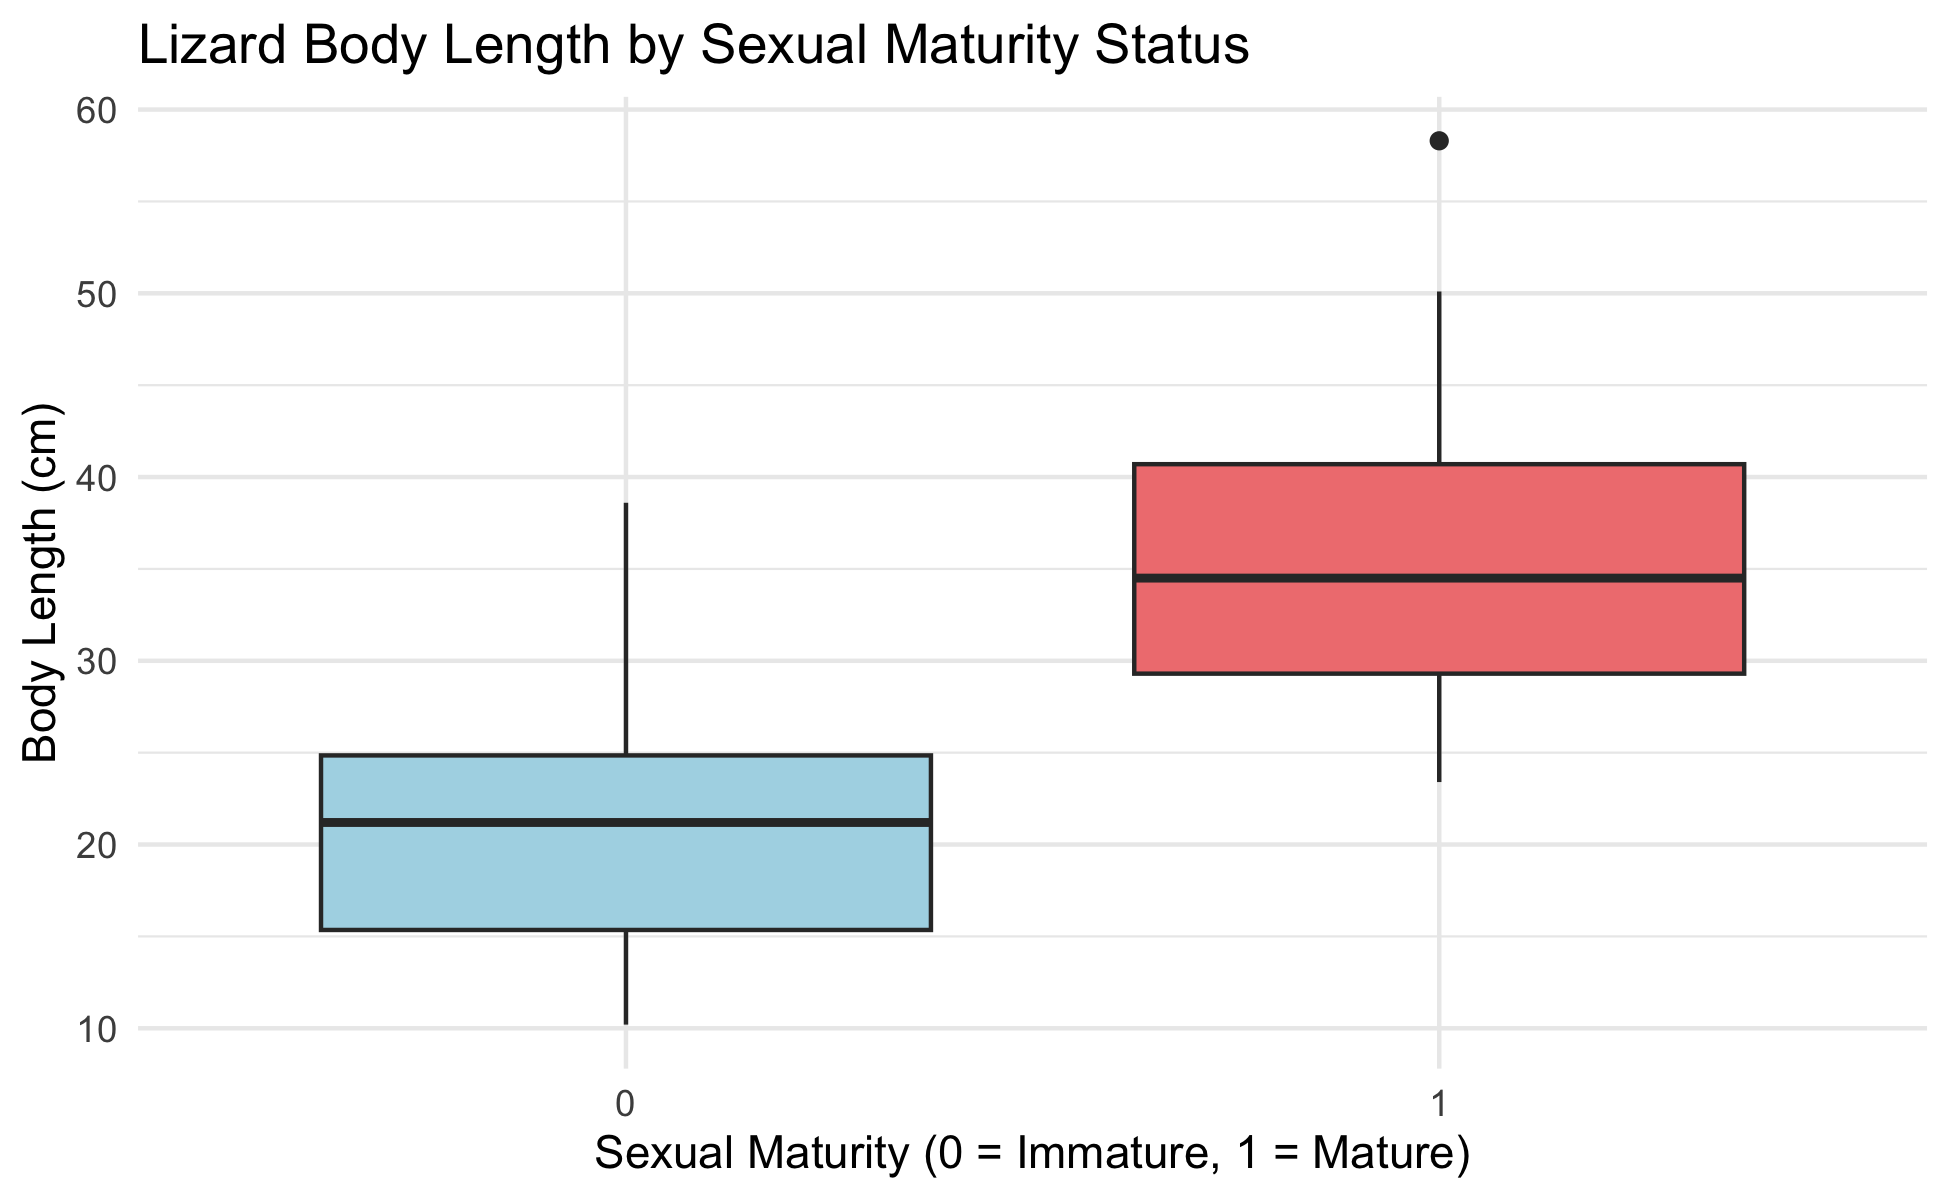 Lizard Body Length by Sexual Maturity Status
Body Length (cm)
60
50
40
30
20
10
0 1
Sexual Maturity (0 = Immature, 1 = Mature)